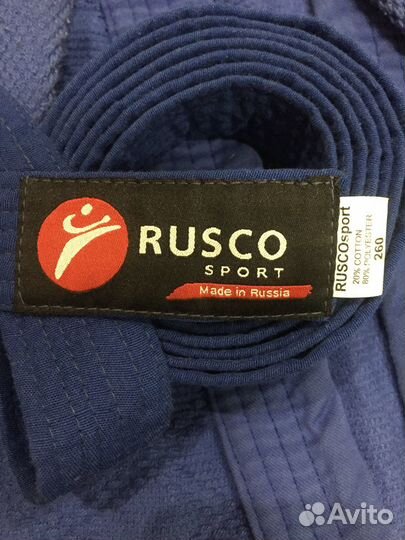 RUSCO
SPORT
Made in Russia
RUSCOsport
20% COTTON
80% POLYESTER
260
Avito